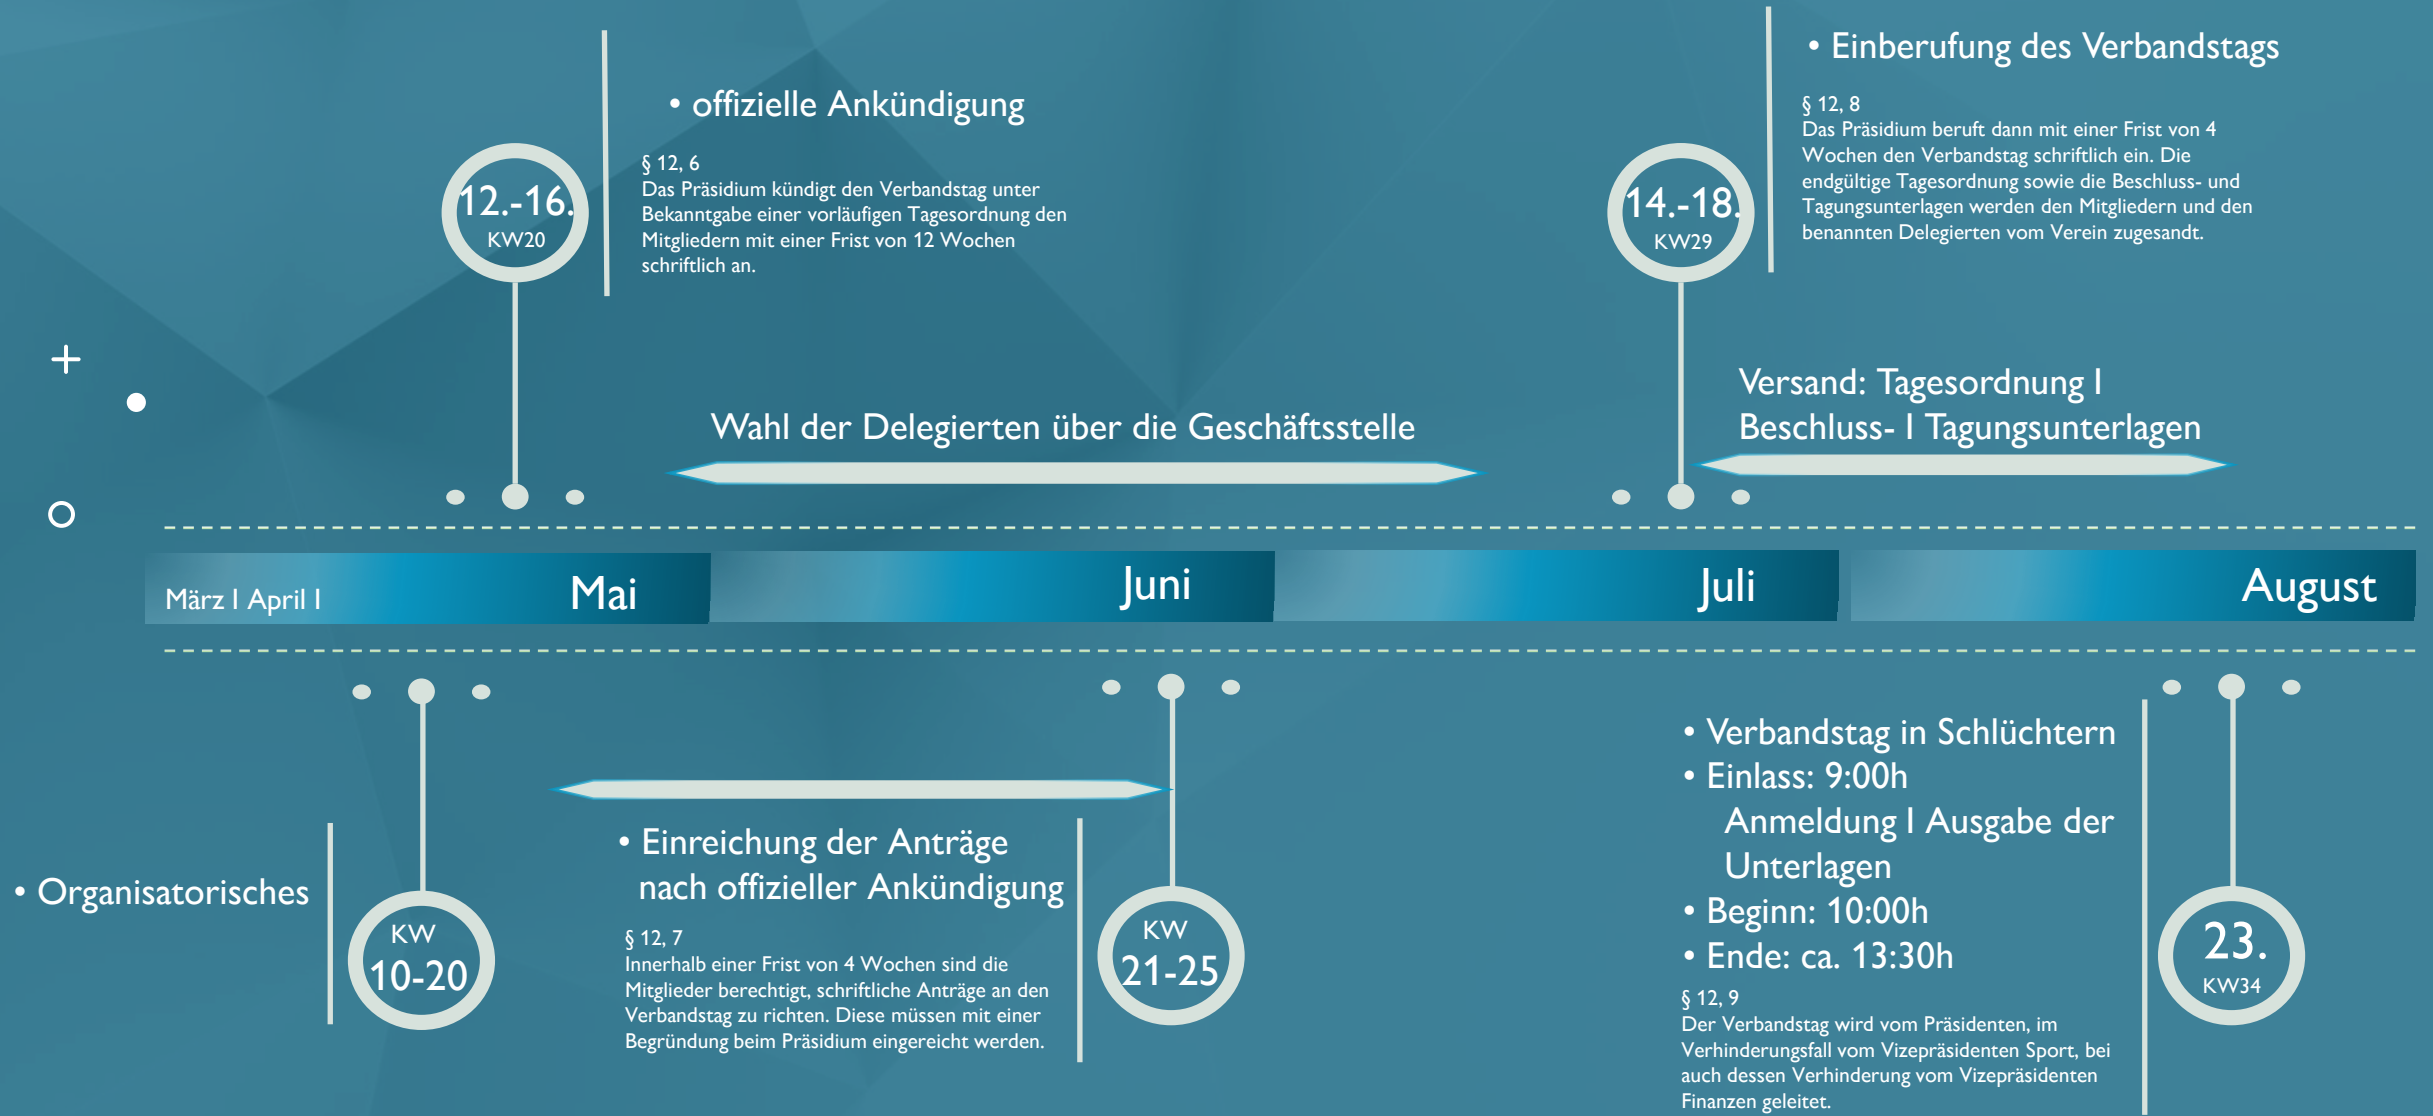 • offizielle Ankündigung
§ 12, 6
Das Präsidium kündigt den Verbandstag unter
Bekanntgabe einer vorläufigen Tagesordnung den
Mitgliedern mit einer Frist von 12 Wochen
schriftlich an.
12.-16.
KW20
• Einberufung des Verbandstags
§ 12, 8
Das Präsidium beruft dann mit einer Frist von 4
Wochen den Verbandstag schriftlich ein. Die
endgültige Tagesordnung sowie die Beschluss- und
Tagungsunterlagen werden den Mitgliedern und den
benannten Delegierten vom Verein zugesandt.
14.-18.
KW29
Wahl der Delegierten über die Geschäftsstelle
Versand: Tagesordnung I
Beschluss- I Tagungsunterlagen
März I April I
Mai
Juni
Juli
August
• Organisatorisches
KW
10-20
• Einreichung der Anträge
nach offizieller Ankündigung
§ 12, 7
Innerhalb einer Frist von 4 Wochen sind die
Mitglieder berechtigt, schriftliche Anträge an den
Verbandstag zu richten. Diese müssen mit einer
Begründung beim Präsidium eingereicht werden.
KW
21-25
• Verbandstag in Schlüchtern
• Einlass: 9:00h
Anmeldung I Ausgabe der
Unterlagen
• Beginn: 10:00h
• Ende: ca. 13:30h
§ 12, 9
Der Verbandstag wird vom Präsidenten, im
Verhinderungsfall vom Vizepräsidenten Sport, bei
auch dessen Verhinderung vom Vizepräsidenten
Finanzen geleitet.
23.
KW34